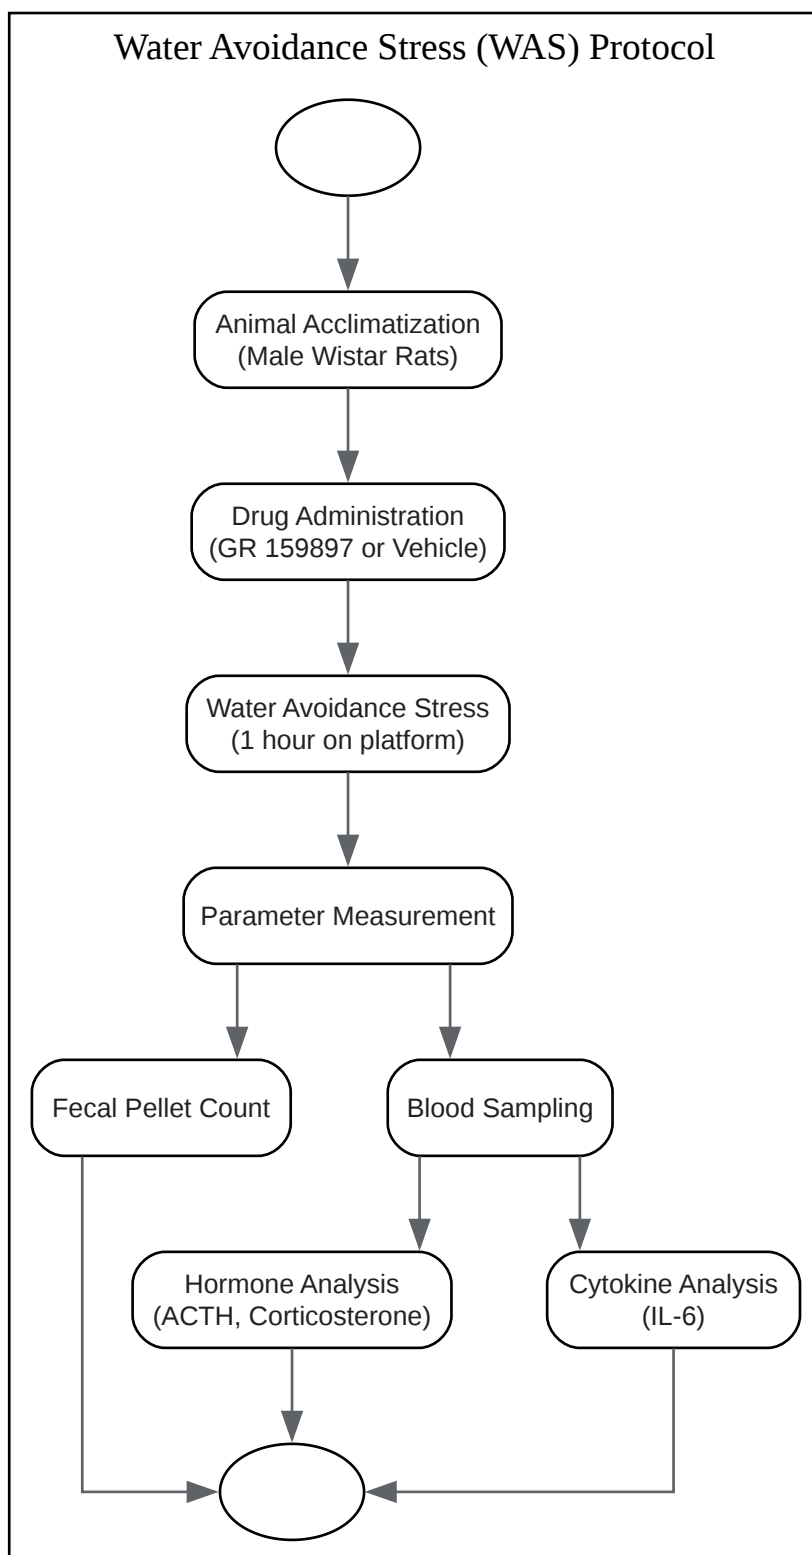 Water Avoidance Stress (WAS) Protocol
Animal Acclimatization
(Male Wistar Rats)
Drug Administration
(GR 159897 or Vehicle)
Water Avoidance Stress
(1 hour on platform)
Parameter Measurement
Fecal Pellet Count
Blood Sampling
Hormone Analysis
(ACTH, Corticosterone)
Cytokine Analysis
(IL-6)